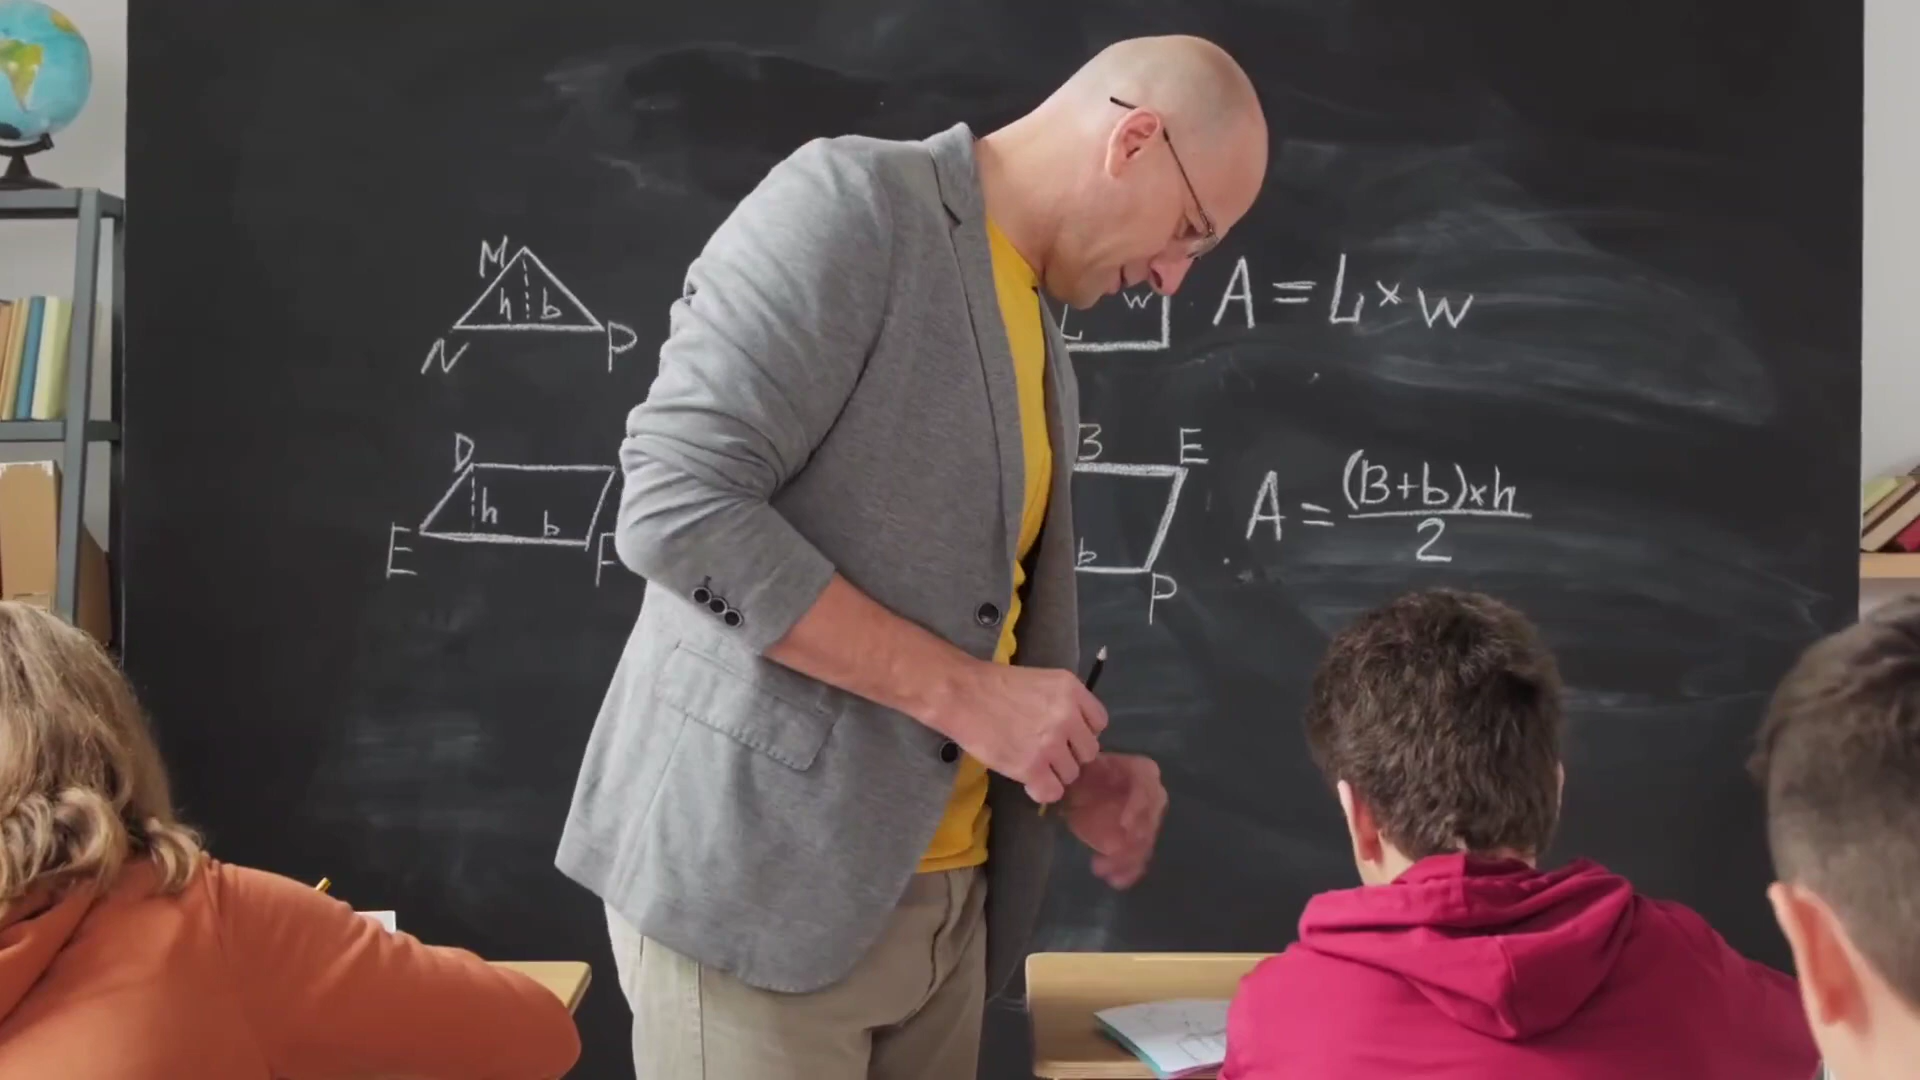 M
h b
N P
L w
A = L × w
D
h b
E F
B E
b
P
A = (B+b)×h
2